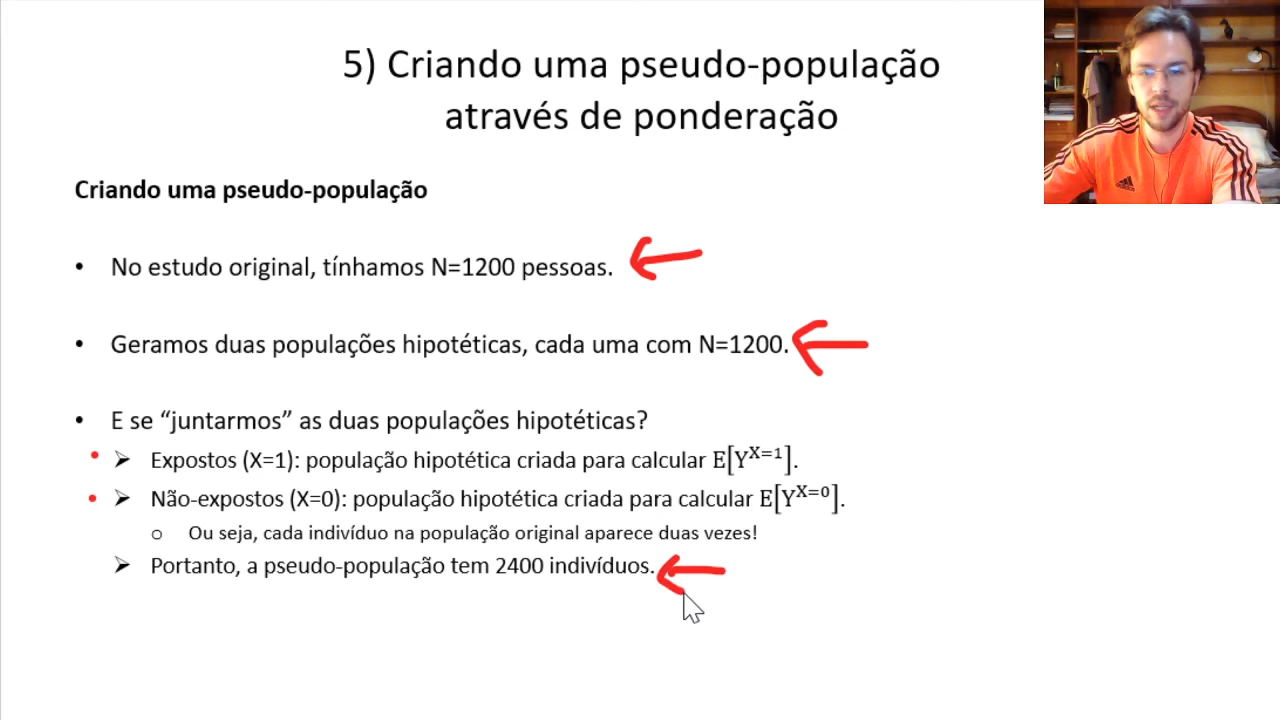 5) Criando uma pseudo-população
através de ponderação
Criando uma pseudo-população
• No estudo original, tínhamos N=1200 pessoas.
• Geramos duas populações hipotéticas, cada uma com N=1200.
• E se “juntarmos” as duas populações hipotéticas?
➢ Expostos (X=1): população hipotética criada para calcular E[Y^{X=1}].
➢ Não-expostos (X=0): população hipotética criada para calcular E[Y^{X=0}].
o Ou seja, cada indivíduo na população original aparece duas vezes!
➢ Portanto, a pseudo-população tem 2400 indivíduos.